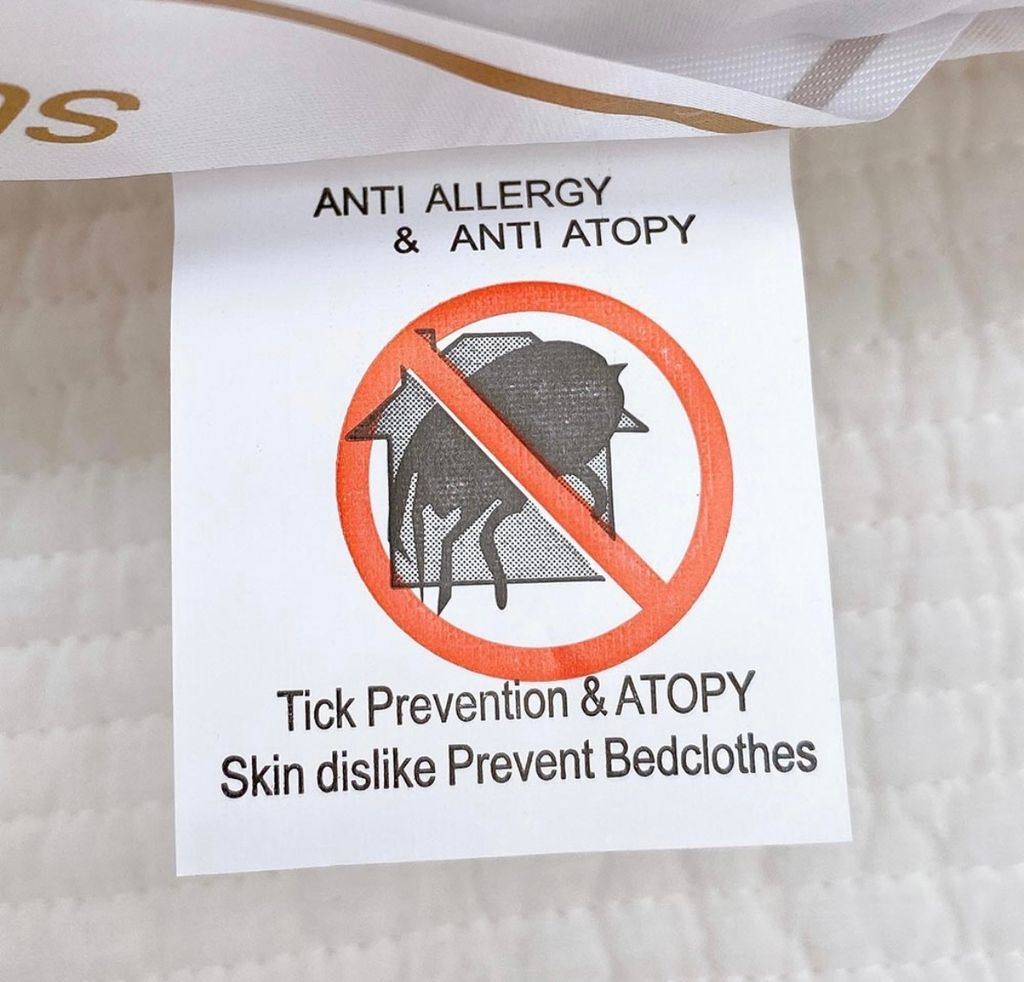 ANTI ALLERGY
& ANTI ATOPY
Tick Prevention & ATOPY
Skin dislike Prevent Bedclothes